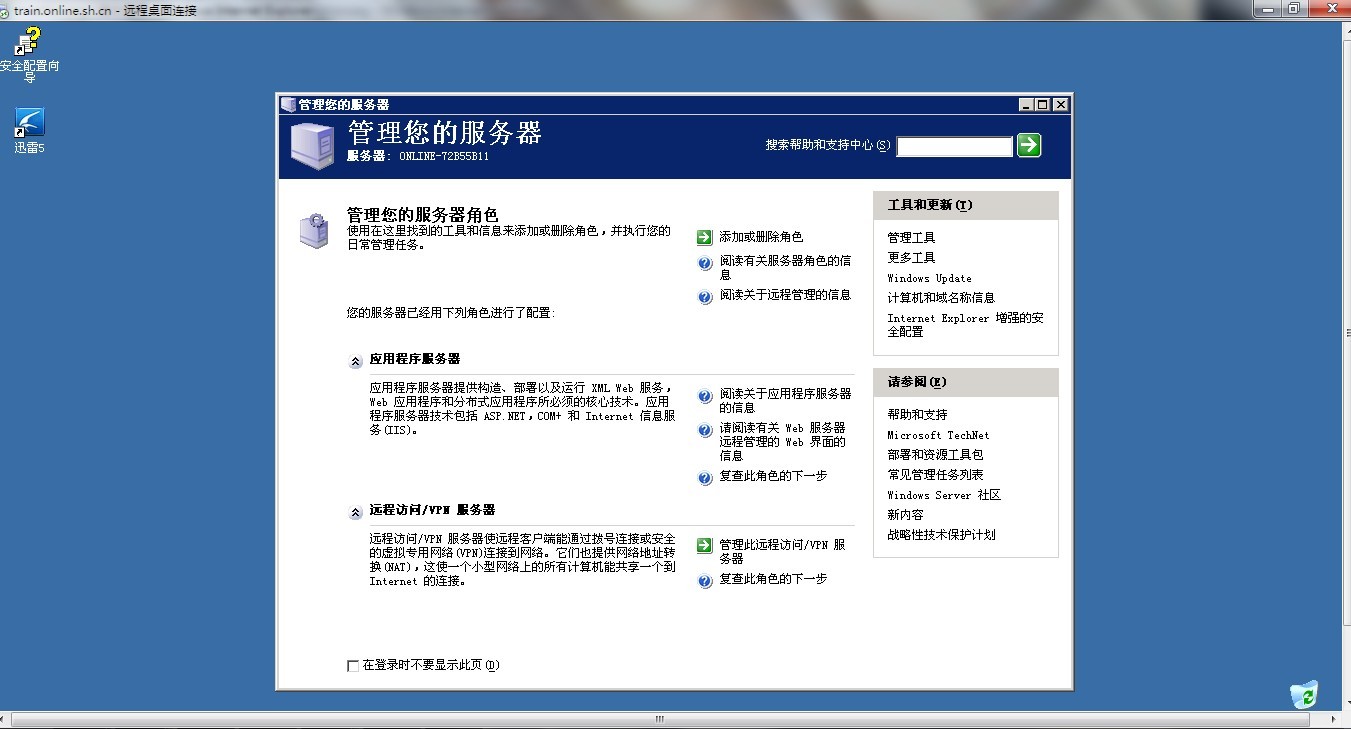 train.online.sh.cn - 远程桌面连接
安全配置向
导
迅雷5
管理您的服务器
管理您的服务器
服务器: ONLINE-72B55B11
搜索帮助和支持中心(S)
管理您的服务器角色
使用在这里找到的工具和信息来添加或删除角色，并执行您的
日常管理任务。
添加或删除角色
阅读有关服务器角色的信
息
阅读关于远程管理的信息
您的服务器已经用下列角色进行了配置:
应用程序服务器
应用程序服务器提供构造、部署以及运行 XML Web 服务，
Web 应用程序和分布式应用程序所必须的核心技术。应用
程序服务器技术包括 ASP.NET，COM+ 和 Internet 信息服
务(IIS)。
阅读关于应用程序服务器
的信息
请阅读有关 Web 服务器
远程管理的 Web 界面的
信息
复查此角色的下一步
远程访问/VPN 服务器
远程访问/VPN 服务器使远程客户端能通过拨号连接或安全
的虚拟专用网络(VPN)连接到网络。它们也提供网络地址转
换(NAT)，这使一个小型网络上的所有计算机能共享一个到
Internet 的连接。
管理此远程访问/VPN 服
务器
复查此角色的下一步
在登录时不要显示此页(D)
工具和更新(T)
管理工具
更多工具
Windows Update
计算机和域名称信息
Internet Explorer 增强的安
全配置
请参阅(E)
帮助和支持
Microsoft TechNet
部署和资源工具包
常见管理任务列表
Windows Server 社区
新内容
战略性技术保护计划